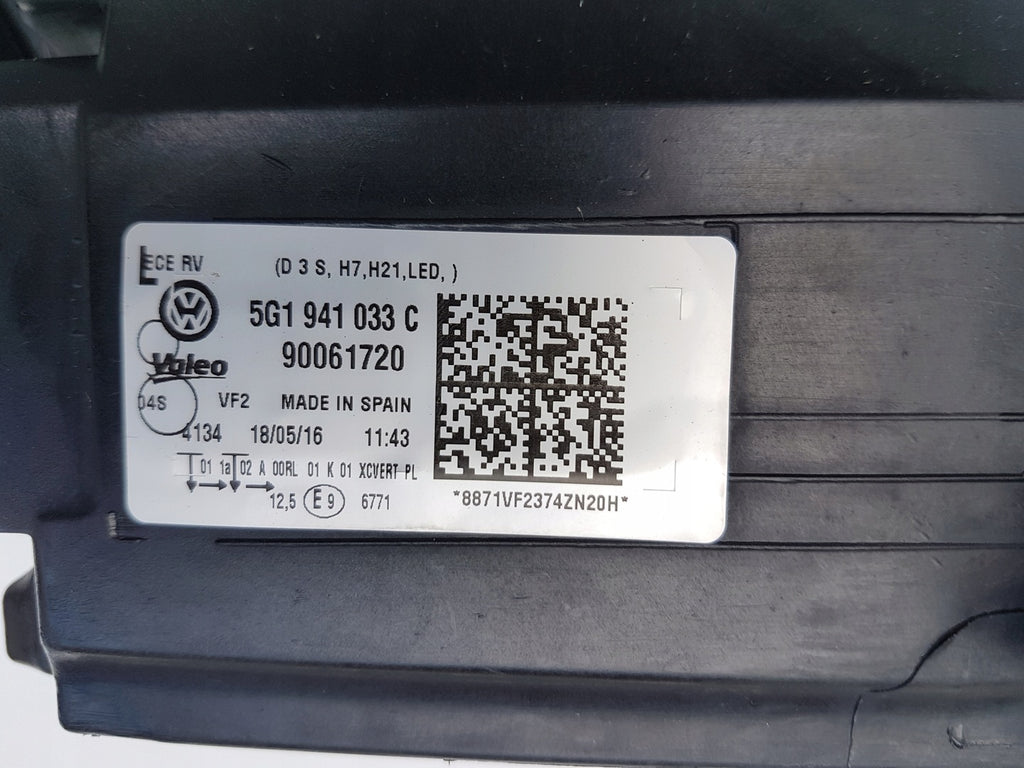 L
ECE RV (D 3 S, H7,H21,LED, )
5G1 941 033 C
Valeo 90061720
04S VF2 MADE IN SPAIN
4134 18/05/16 11:43
01 1a 02 A 00RL 01 K 01 XCVERT PL
12,5 E 9 6771
*8871VF2374ZN20H*